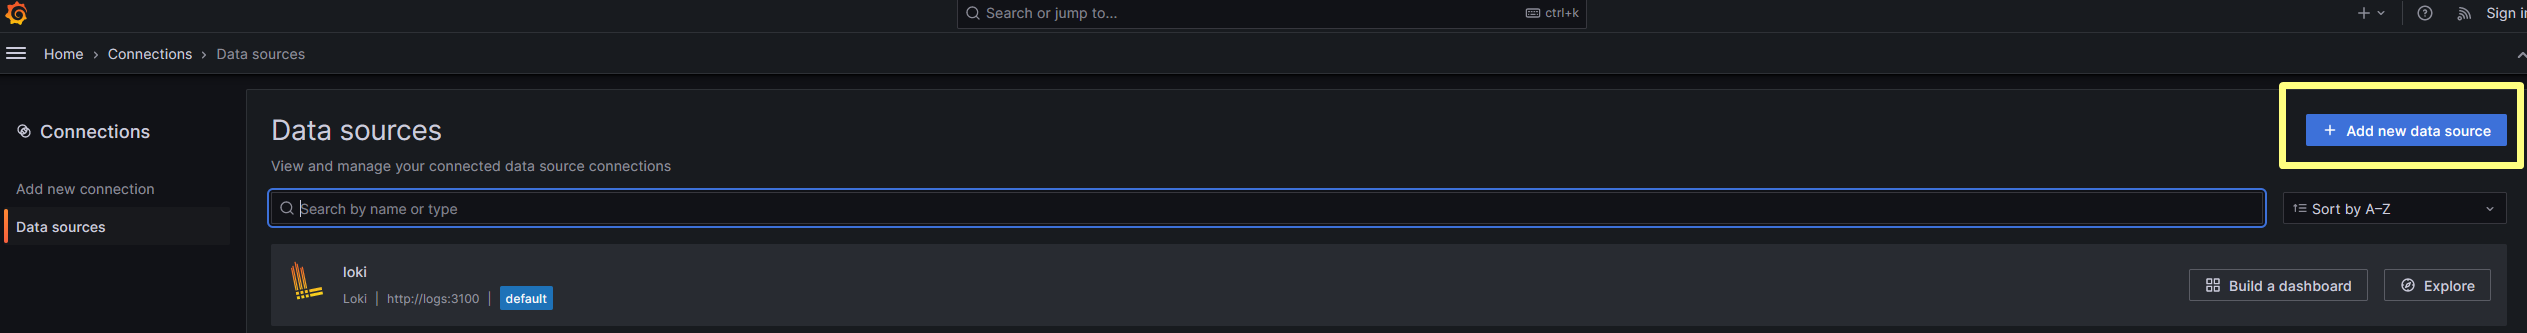 Search or jump to...
ctrl+k
Home › Connections › Data sources
Connections
Add new connection
Data sources
Data sources
View and manage your connected data source connections
Add new data source
Search by name or type
Sort by A–Z
loki
Loki | http://logs:3100 | default
Build a dashboard
Explore